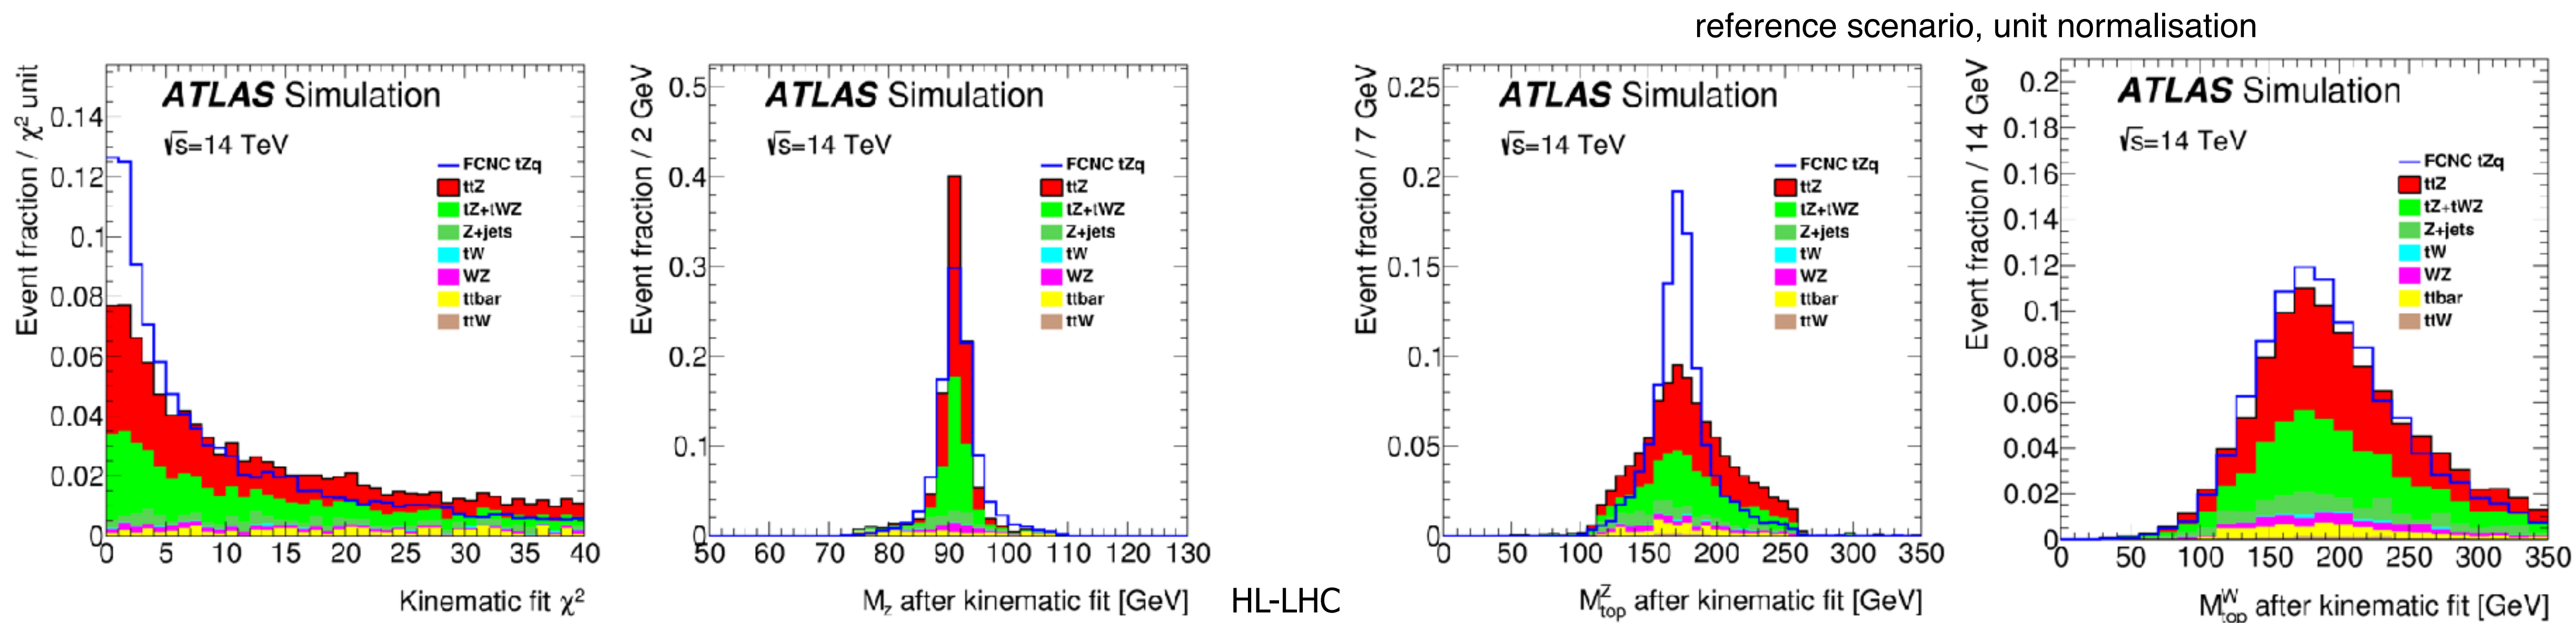 reference scenario, unit normalisation
Event fraction / χ² unit
ATLAS Simulation
√s=14 TeV
FCNC tZq
ttZ
tZ+tWZ
Z+jets
tW
WZ
ttbar
ttW
0.14
0.12
0.1
0.08
0.06
0.04
0.02
0
0 5 10 15 20 25 30 35 40
Kinematic fit χ²
Event fraction / 2 GeV
ATLAS Simulation
√s=14 TeV
FCNC tZq
ttZ
tZ+tWZ
Z+jets
tW
WZ
ttbar
ttW
0.5
0.4
0.3
0.2
0.1
0
50 60 70 80 90 100 110 120 130
M_z after kinematic fit [GeV]
HL-LHC
Event fraction / 7 GeV
ATLAS Simulation
√s=14 TeV
FCNC tZq
ttZ
tZ+tWZ
Z+jets
tW
WZ
ttbar
ttW
0.25
0.2
0.15
0.1
0.05
0
0 50 100 150 200 250 300 350
M^Z_top after kinematic fit [GeV]
Event fraction / 14 GeV
ATLAS Simulation
√s=14 TeV
FCNC tZq
ttZ
tZ+tWZ
Z+jets
tW
WZ
ttbar
ttW
0.2
0.18
0.16
0.14
0.12
0.1
0.08
0.06
0.04
0.02
0
0 50 100 150 200 250 300 350
M^W_top after kinematic fit [GeV]